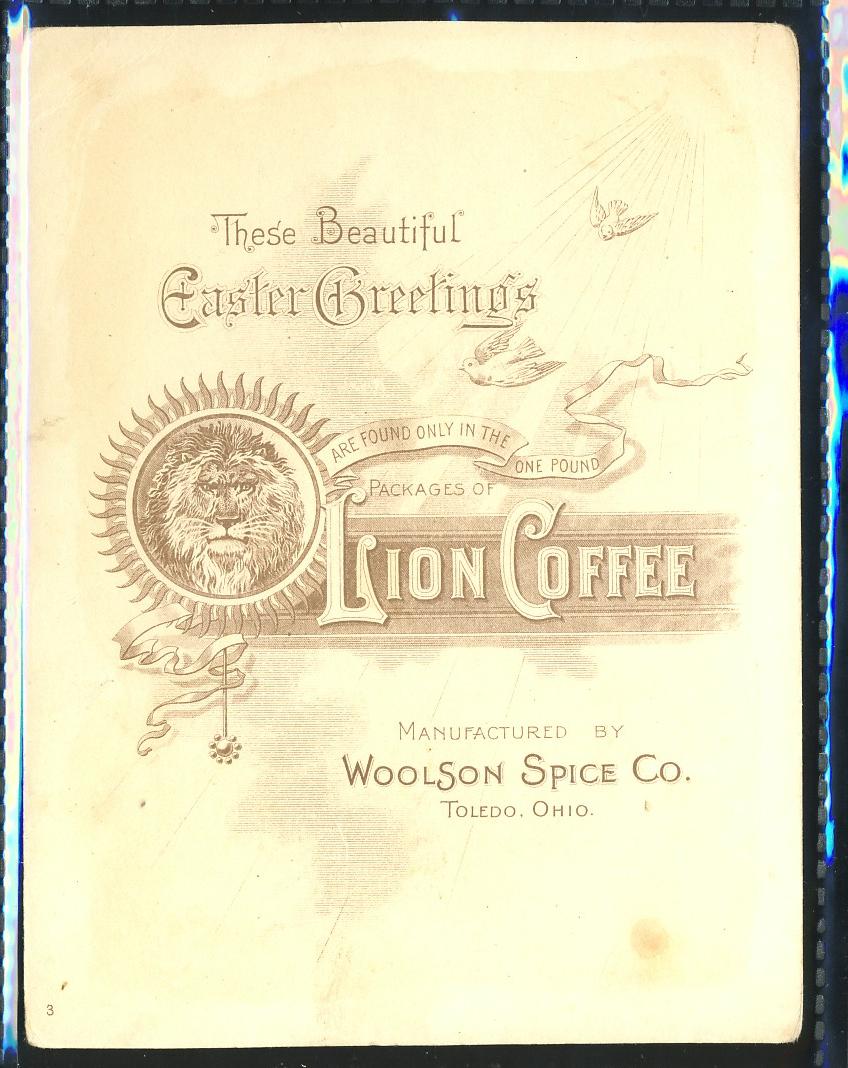 These Beautiful
Easter Greetings
ARE FOUND ONLY IN THE
ONE POUND
PACKAGES OF
LION COFFEE
MANUFACTURED BY
WOOLSON SPICE CO.
TOLEDO, OHIO.
3